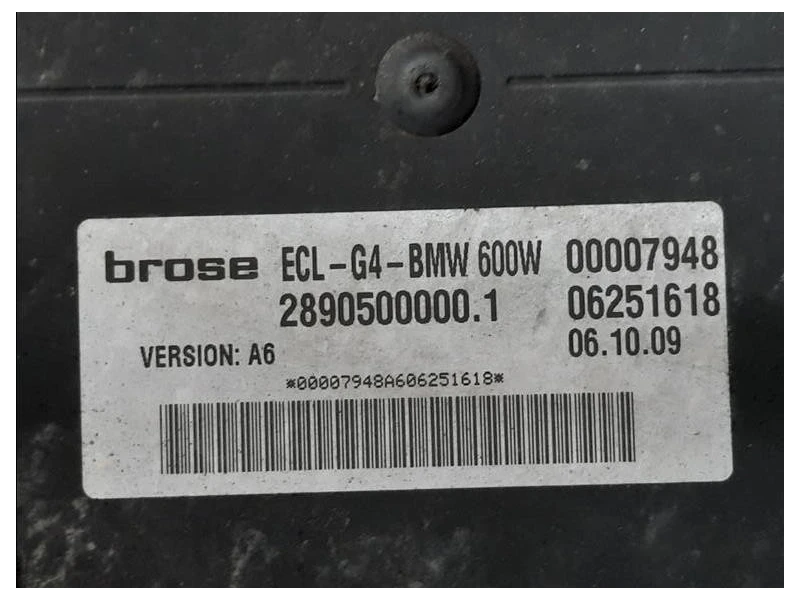 brose ECL-G4-BMW 600W 00007948
2890500000.1 06251618
VERSION: A6 06.10.09
*00007948A606251618*